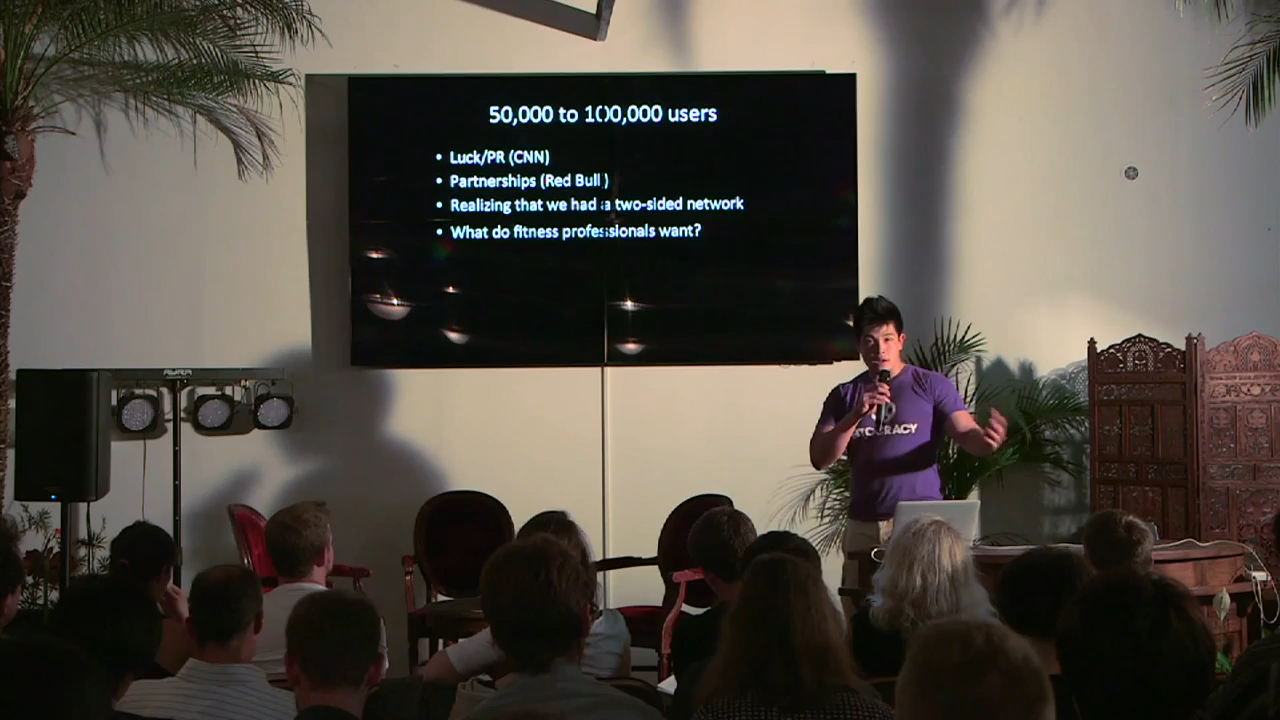 50,000 to 100,000 users
• Luck/PR (CNN)
• Partnerships (Red Bull)
• Realizing that we had a two-sided network
• What do fitness professionals want?